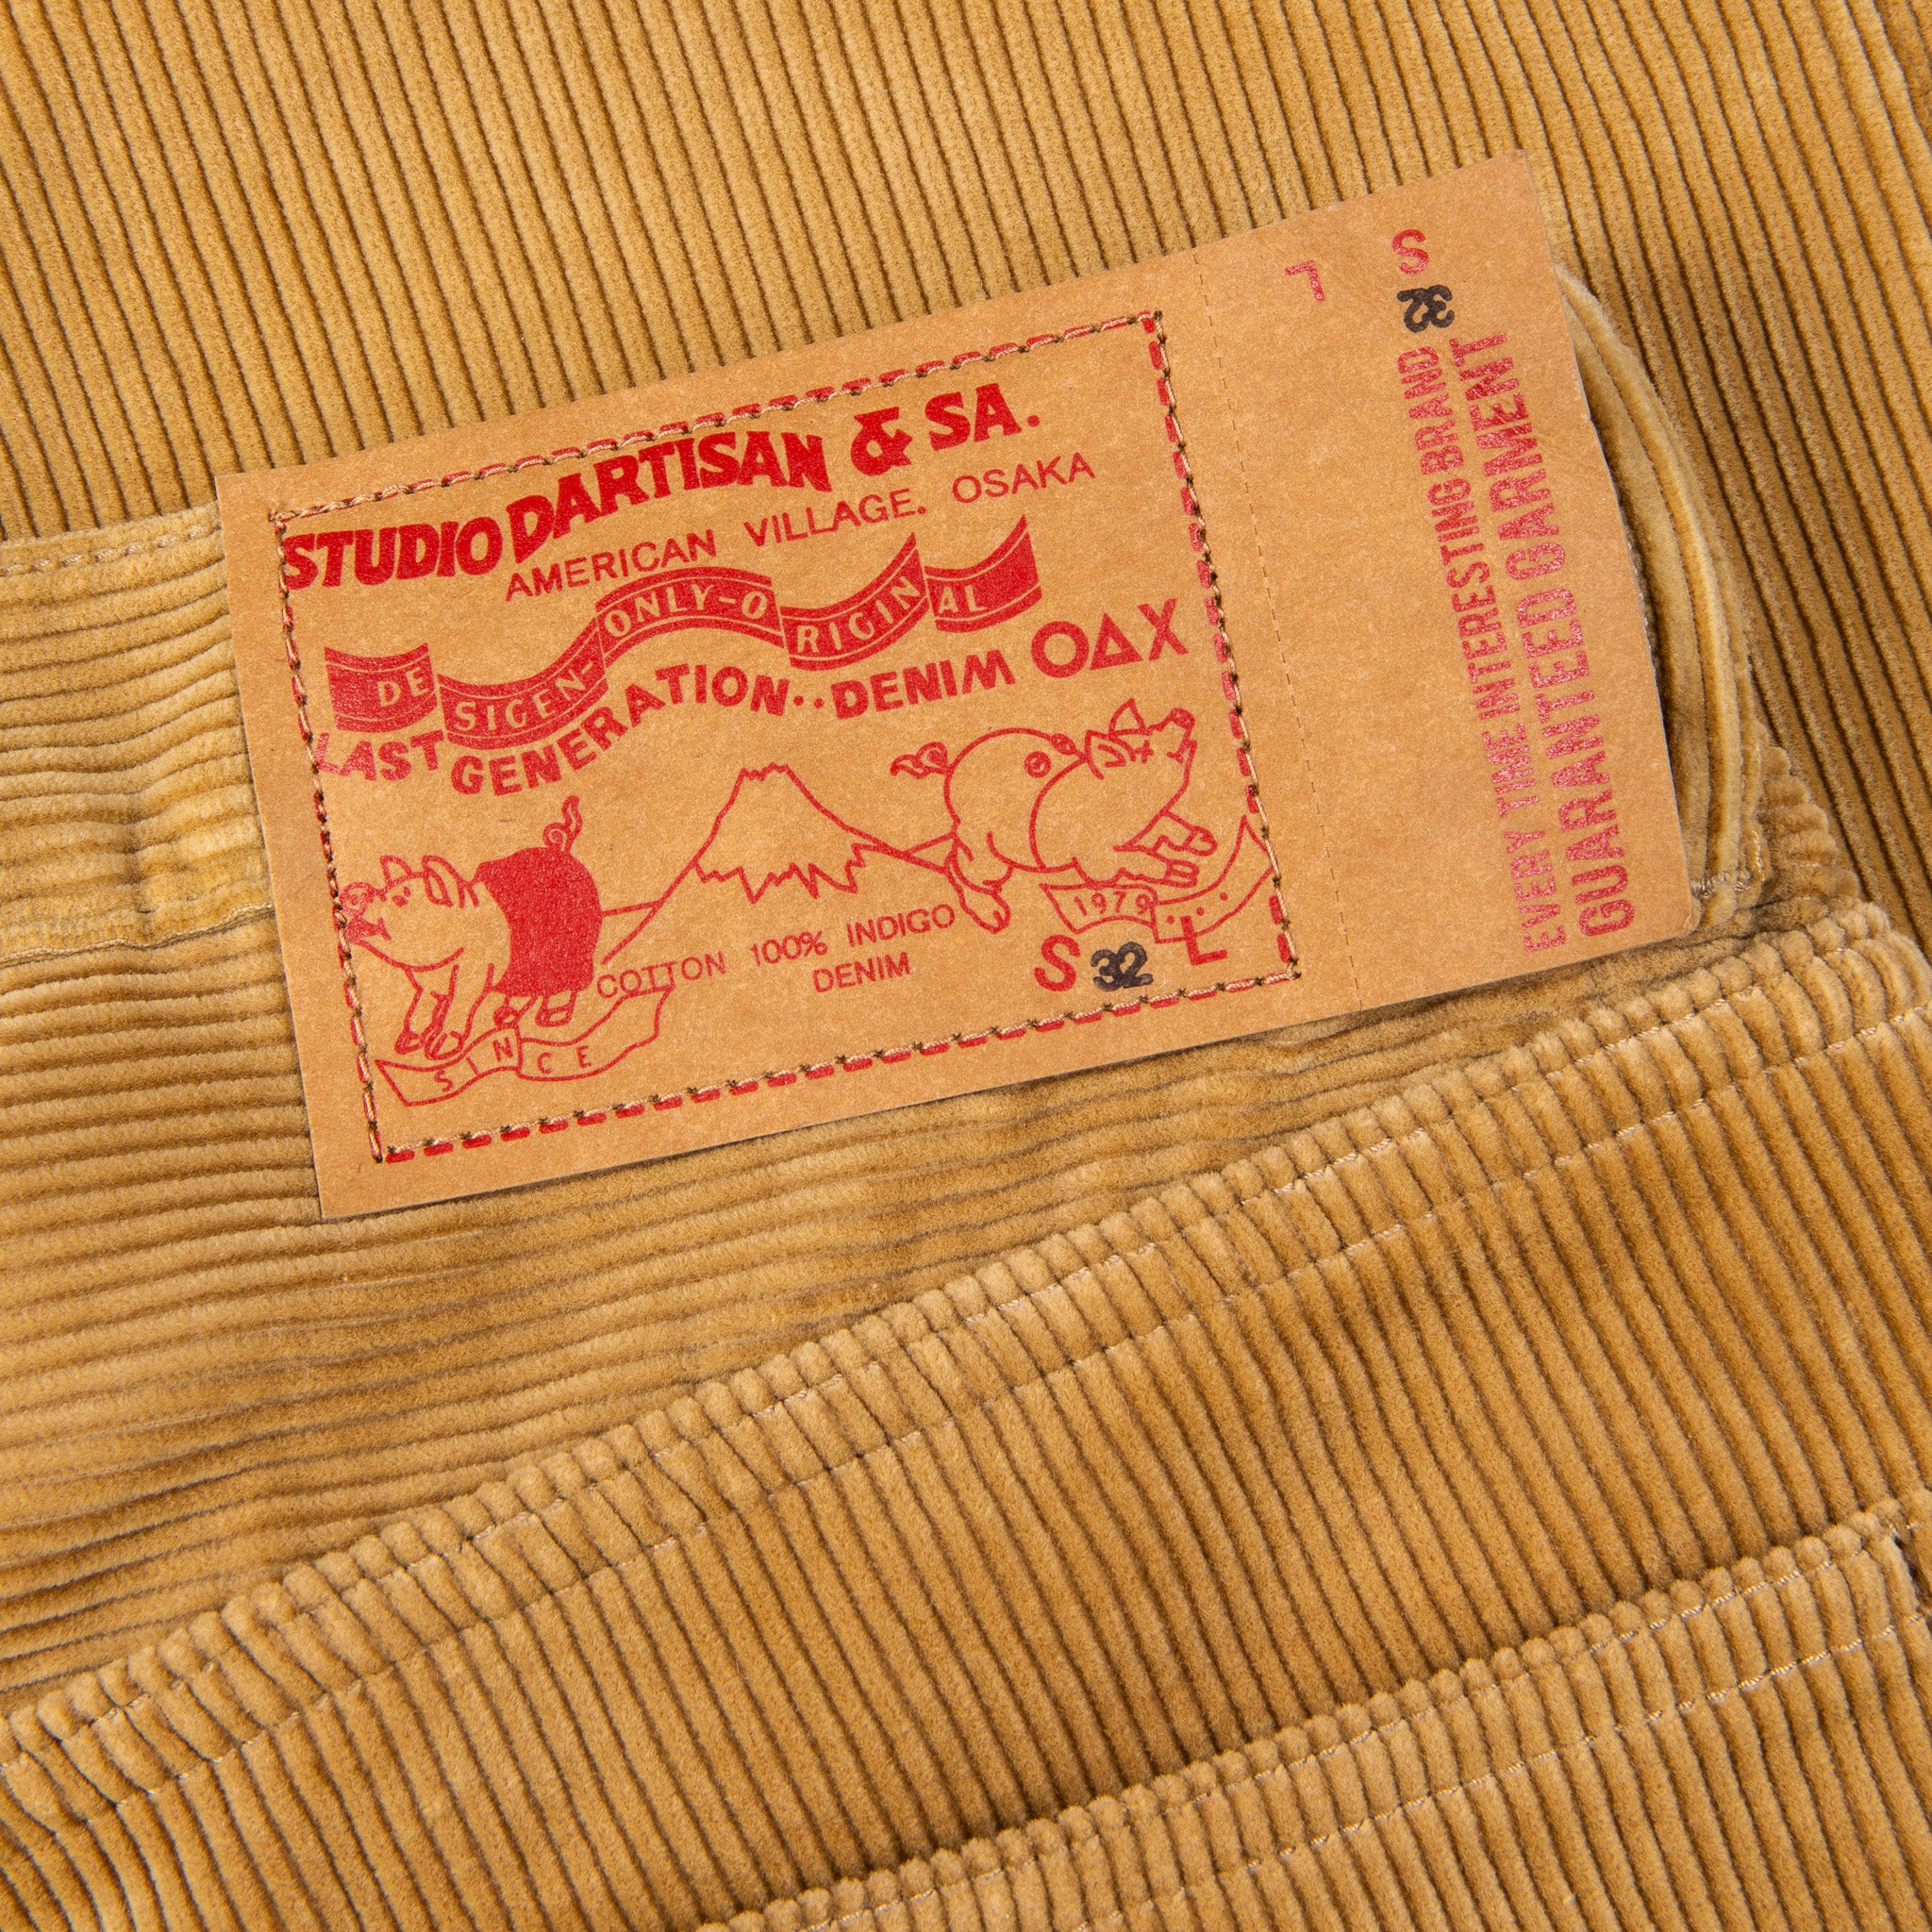 STUDIO DARTISAN & SA.
AMERICAN VILLAGE. OSAKA
DE SIGEN- ONLY-O RIGIN AL
LAST GENERATION..DENIM O△X
COTTON 100% INDIGO
DENIM
SINCE
1979
S 32 L
L S 32
EVERY TIME INTERESTING BRAND
GUARANTEED GARMENT